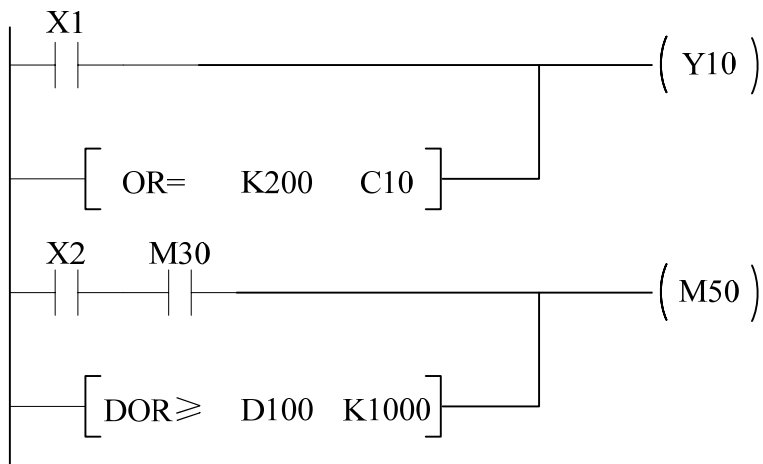 X1
( Y10 )
[ OR= K200 C10 ]
X2 M30
( M50 )
[ DOR≥ D100 K1000 ]